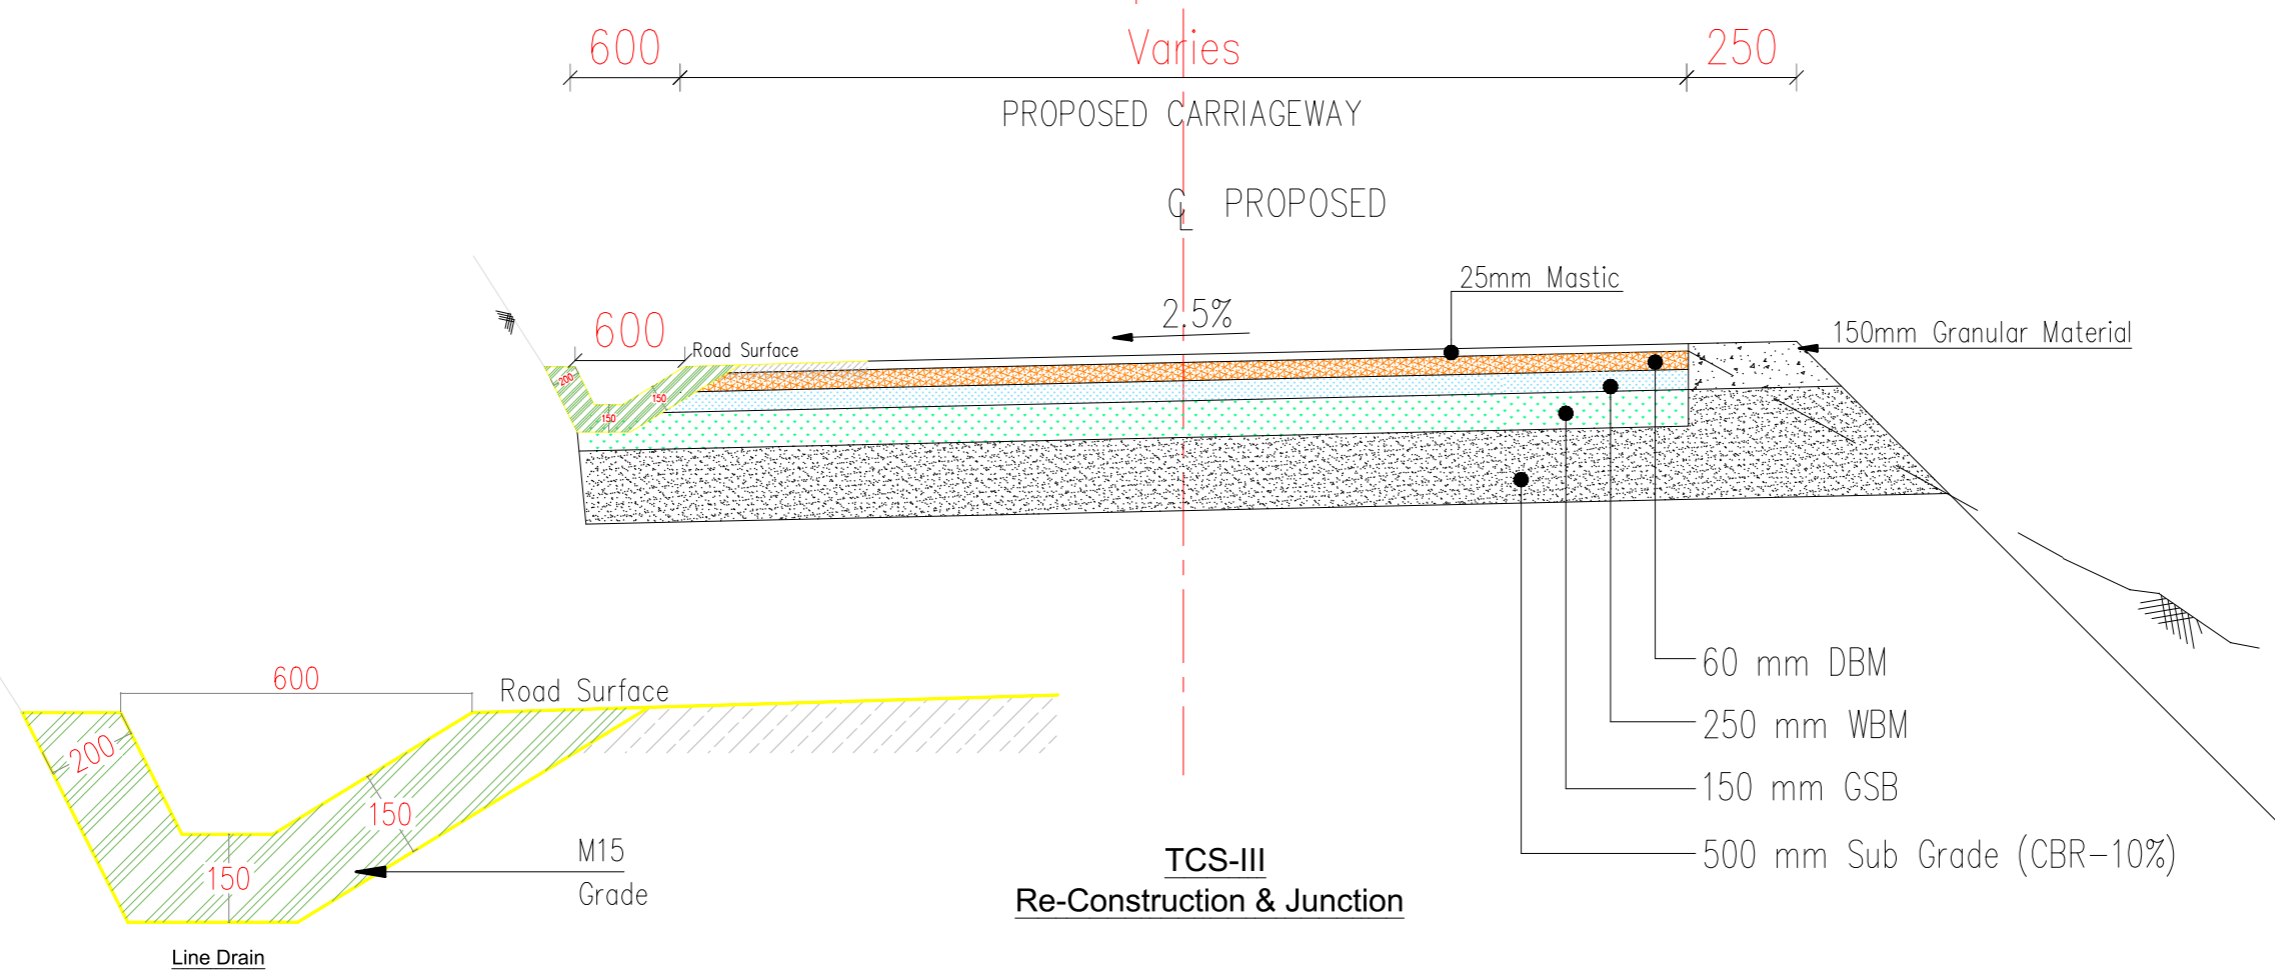 600
Varies
250
PROPOSED CARRIAGEWAY
℄ PROPOSED
25mm Mastic
2.5%
600
Road Surface
150mm Granular Material
200
150
150
600
Road Surface
60 mm DBM
200
250 mm WBM
150
150 mm GSB
M15
Grade
150
500 mm Sub Grade (CBR-10%)
TCS-III
Re-Construction & Junction
Line Drain